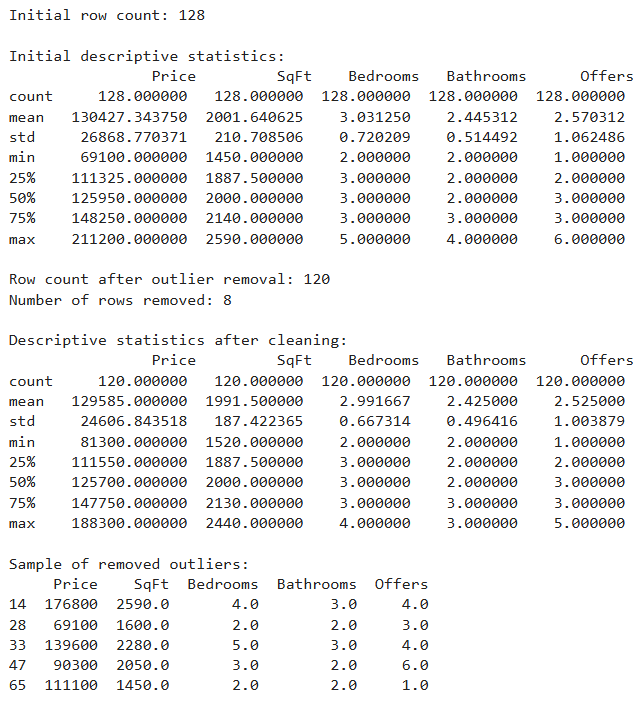 Initial row count: 128
Initial descriptive statistics:
Price SqFt Bedrooms Bathrooms Offers
count 128.000000 128.000000 128.000000 128.000000 128.000000
mean 130427.343750 2001.640625 3.031250 2.445312 2.570312
std 26868.770371 210.708506 0.720209 0.514492 1.062486
min 69100.000000 1450.000000 2.000000 2.000000 1.000000
25% 111325.000000 1887.500000 3.000000 2.000000 2.000000
50% 125950.000000 2000.000000 3.000000 2.000000 3.000000
75% 148250.000000 2140.000000 3.000000 3.000000 3.000000
max 211200.000000 2590.000000 5.000000 4.000000 6.000000
Row count after outlier removal: 120
Number of rows removed: 8
Descriptive statistics after cleaning:
Price SqFt Bedrooms Bathrooms Offers
count 120.000000 120.000000 120.000000 120.000000 120.000000
mean 129585.000000 1991.500000 2.991667 2.425000 2.525000
std 24606.843518 187.422365 0.667314 0.496416 1.003879
min 81300.000000 1520.000000 2.000000 2.000000 1.000000
25% 111550.000000 1887.500000 3.000000 2.000000 2.000000
50% 125700.000000 2000.000000 3.000000 2.000000 3.000000
75% 147750.000000 2130.000000 3.000000 3.000000 3.000000
max 188300.000000 2440.000000 4.000000 3.000000 5.000000
Sample of removed outliers:
Price SqFt Bedrooms Bathrooms Offers
14 176800 2590.0 4.0 3.0 4.0
28 69100 1600.0 2.0 2.0 3.0
33 139600 2280.0 5.0 3.0 4.0
47 90300 2050.0 3.0 2.0 6.0
65 111100 1450.0 2.0 2.0 1.0